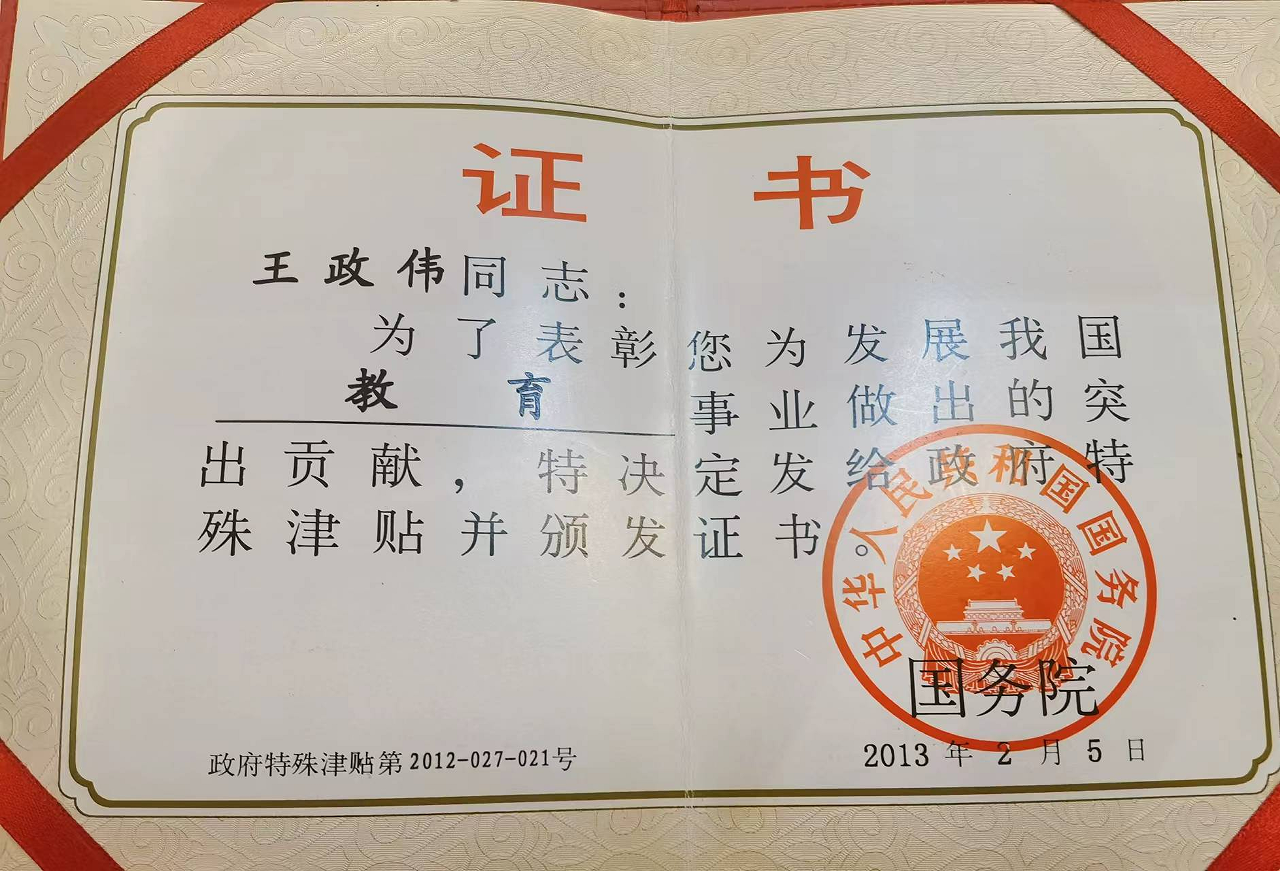 证书
王政伟同志：
为了表彰您为发展我国
教育事业做出的突
出贡献，特决定发给政府特
殊津贴并颁发证书。
中华人民共和国国务院
国务院
政府特殊津贴第2012-027-021号
2013年2月5日